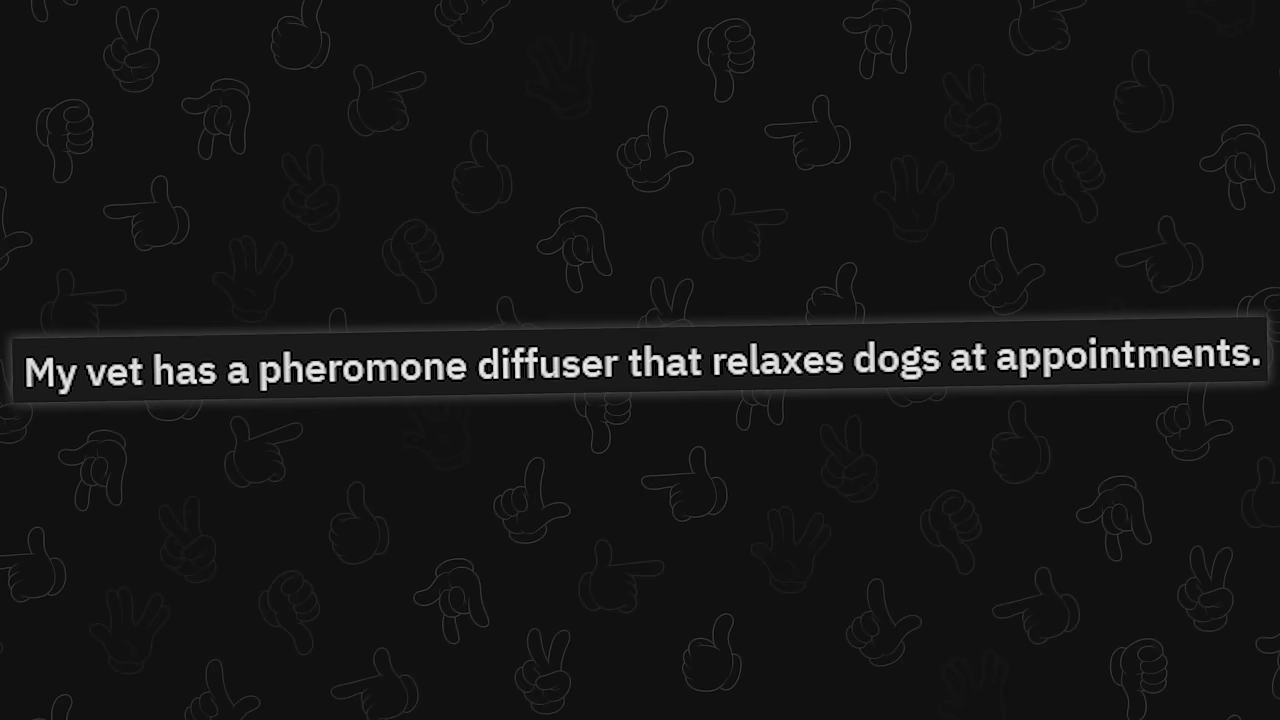 My vet has a pheromone diffuser that relaxes dogs at appointments.